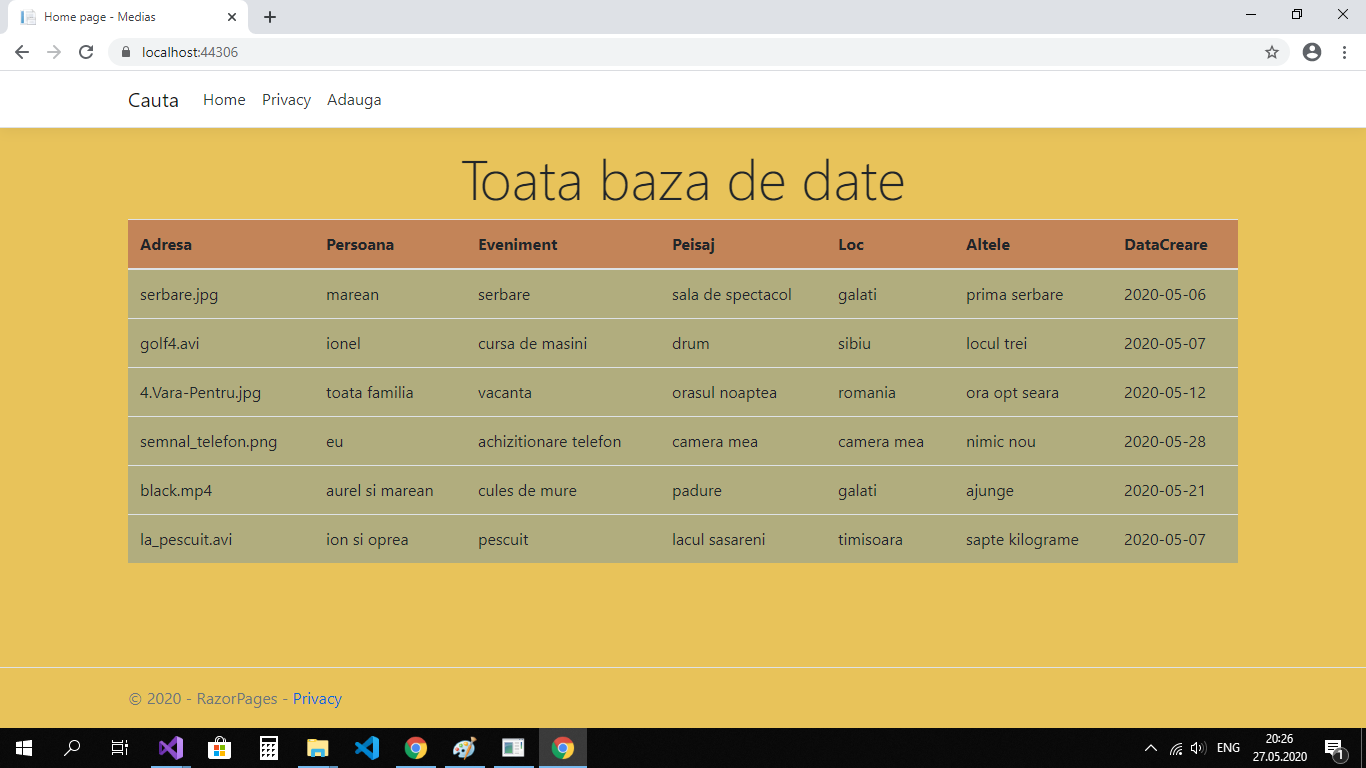 Home page - Medias
localhost:44306
Cauta Home Privacy Adauga
Toata baza de date
Adresa Persoana Eveniment Peisaj Loc Altele DataCreare
serbare.jpg marean serbare sala de spectacol galati prima serbare 2020-05-06
golf4.avi ionel cursa de masini drum sibiu locul trei 2020-05-07
4.Vara-Pentru.jpg toata familia vacanta orasul noaptea romania ora opt seara 2020-05-12
semnal_telefon.png eu achizitionare telefon camera mea camera mea nimic nou 2020-05-28
black.mp4 aurel si marean cules de mure padure galati ajunge 2020-05-21
la_pescuit.avi ion si oprea pescuit lacul sasareni timisoara sapte kilograme 2020-05-07
© 2020 - RazorPages - Privacy
ENG
20:26
27.05.2020
1